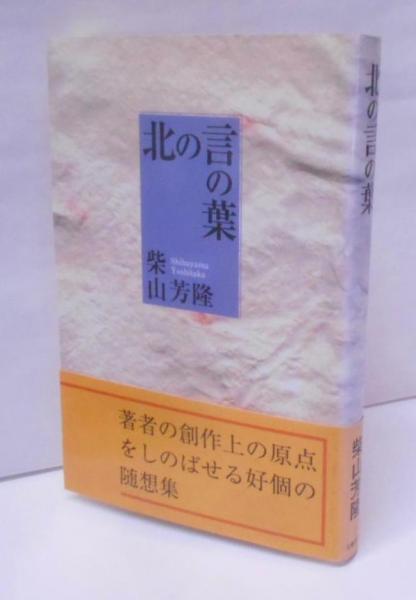 北の言の葉
柴山芳隆
Shibayama
Yoshitaka
著者の創作上の原点
をしのばせる好個の
随想集
北の言の葉
柴山芳隆